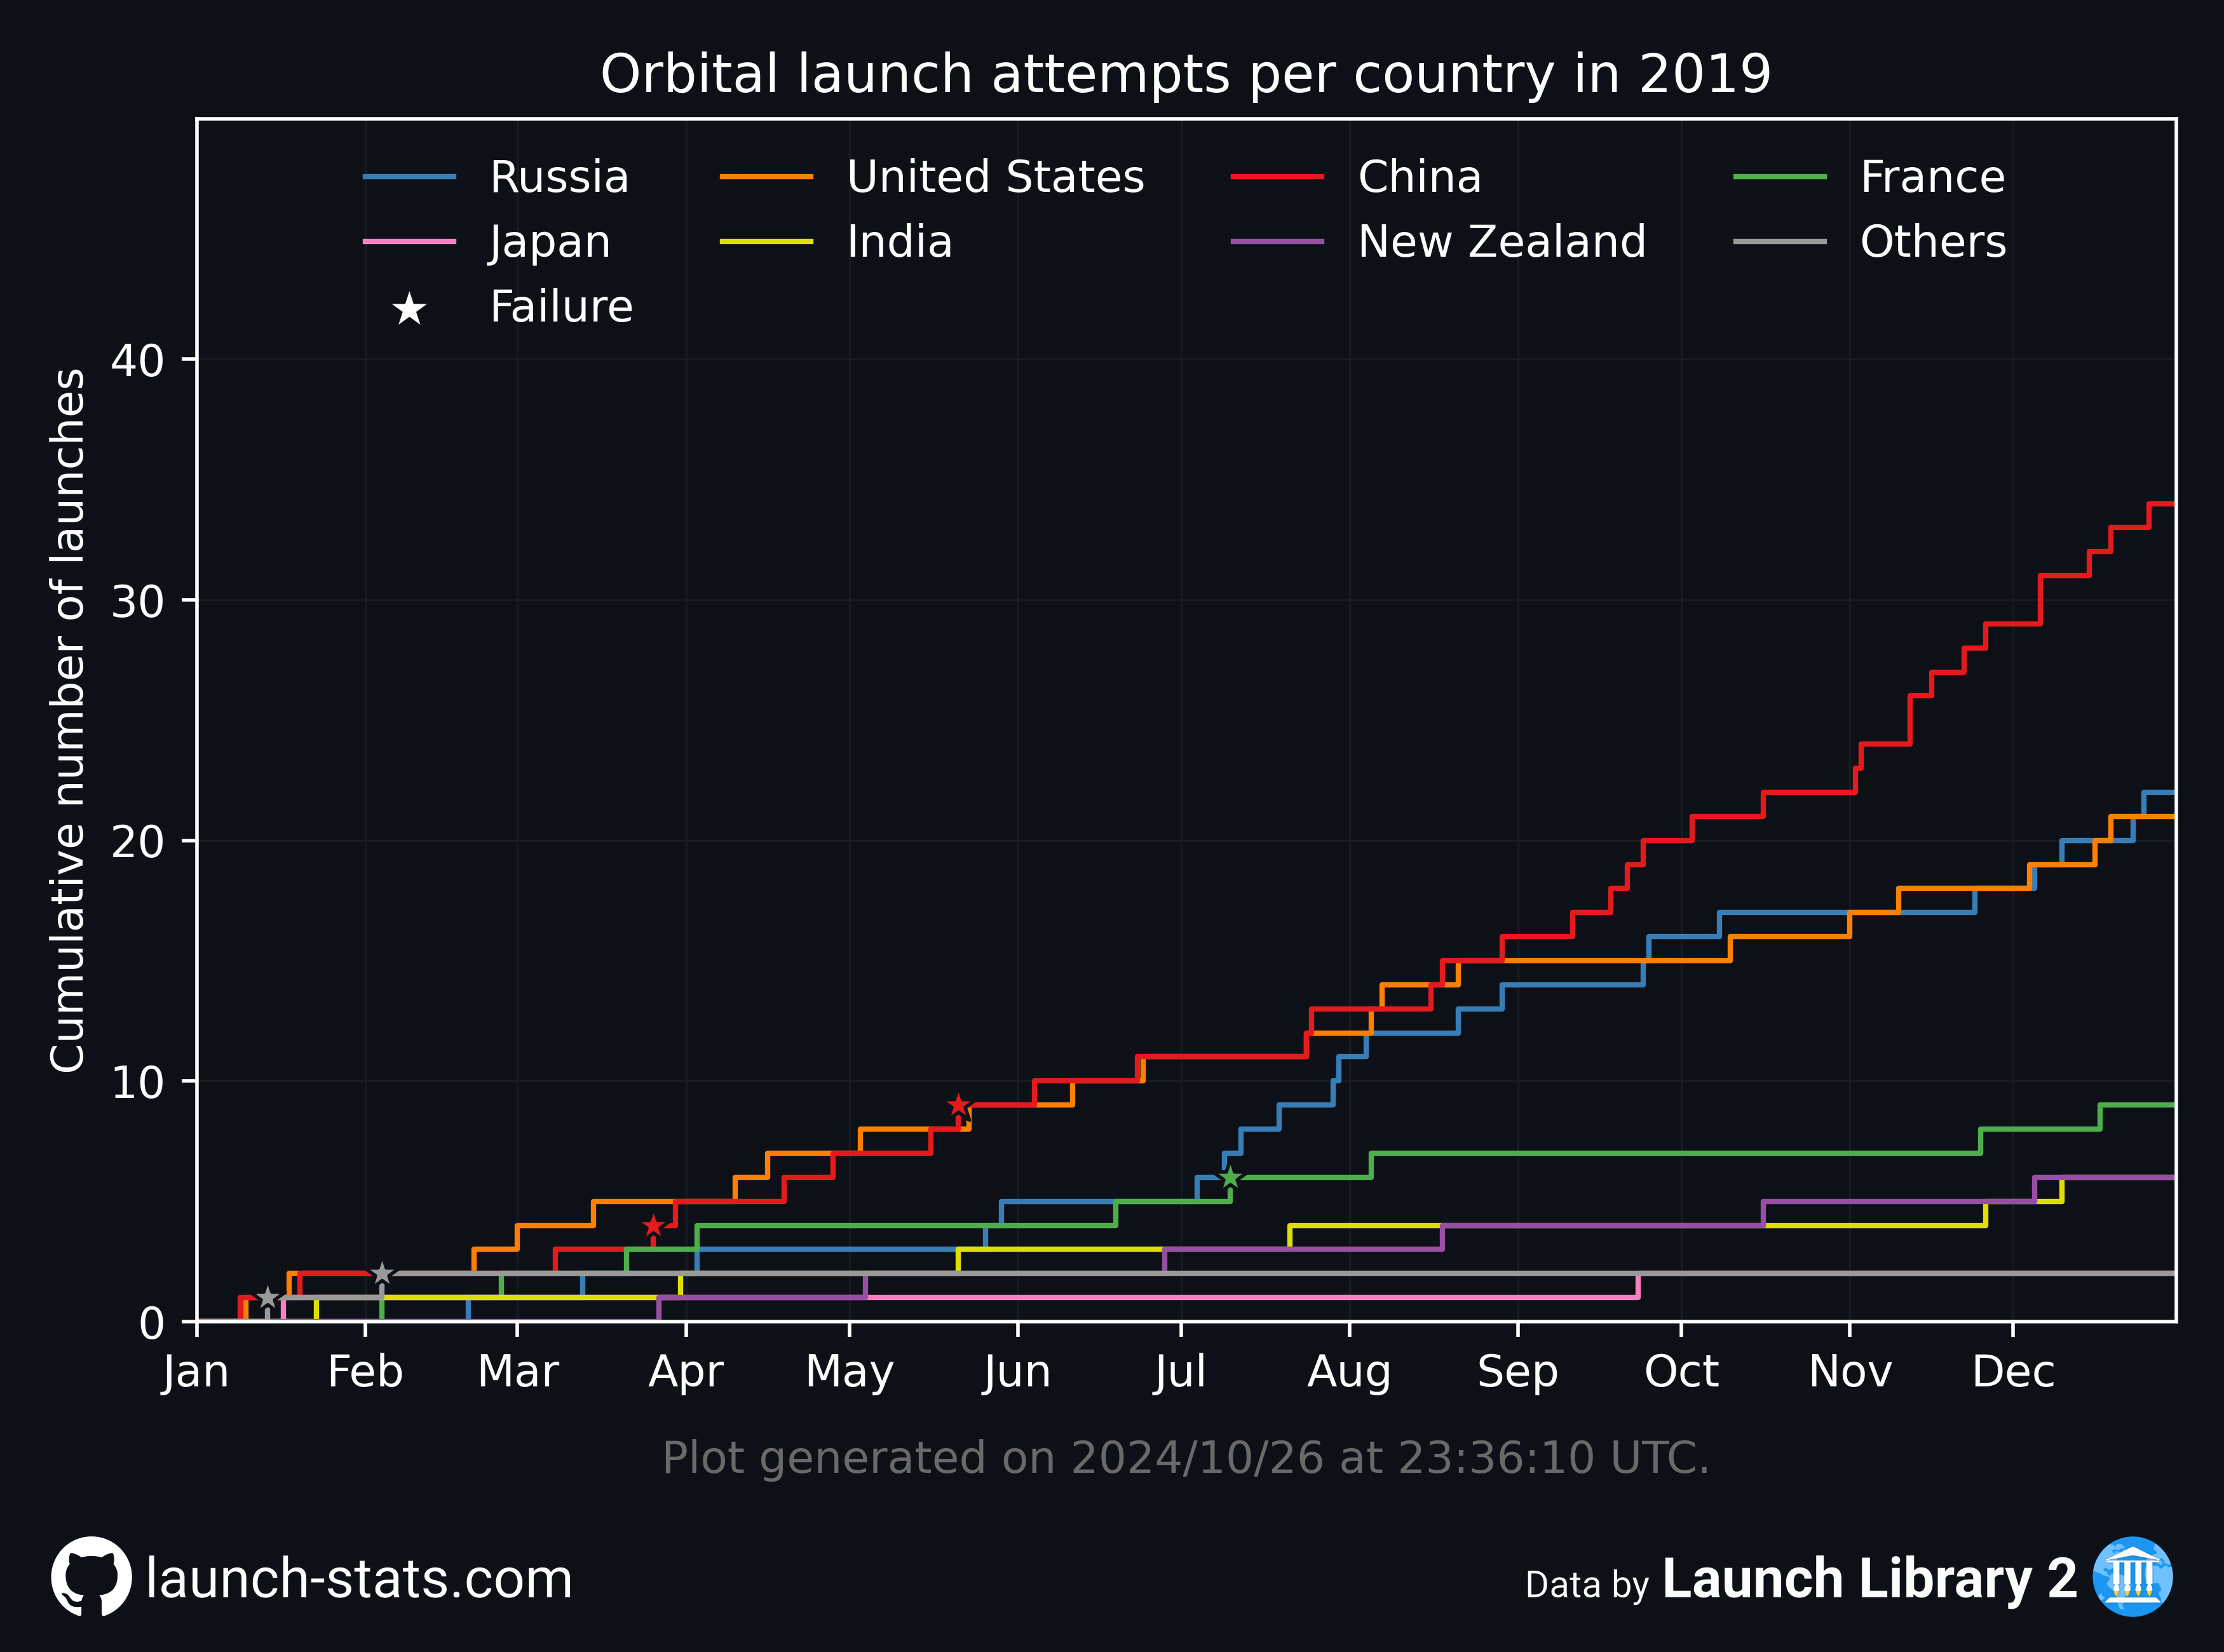 Orbital launch attempts per country in 2019
Russia United States China France
Japan India New Zealand Others
Failure
Cumulative number of launches
40
30
20
10
0
Jan Feb Mar Apr May Jun Jul Aug Sep Oct Nov Dec
Plot generated on 2024/10/26 at 23:36:10 UTC.
launch-stats.com
Data by Launch Library 2